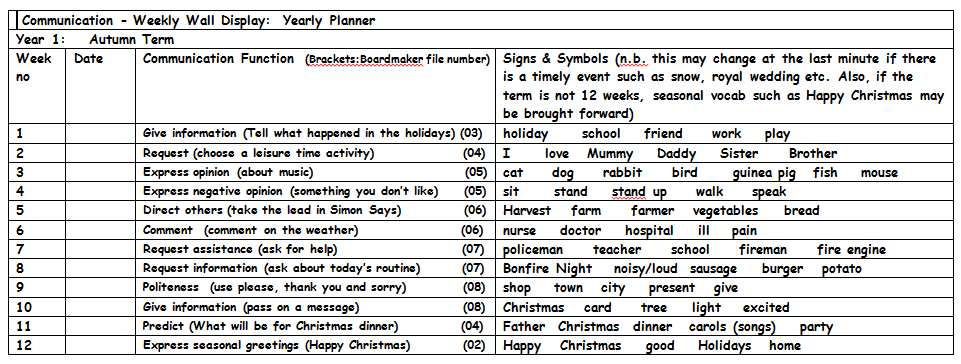 Communication - Weekly Wall Display: Yearly Planner
Year 1: Autumn Term
Week no Date Communication Function (Brackets:Boardmaker file number) Signs & Symbols (n.b. this may change at the last minute if there is a timely event such as snow, royal wedding etc. Also, if the term is not 12 weeks, seasonal vocab such as Happy Christmas may be brought forward)
1 Give information (Tell what happened in the holidays) (03) holiday school friend work play
2 Request (choose a leisure time activity) (04) I love Mummy Daddy Sister Brother
3 Express opinion (about music) (05) cat dog rabbit bird guinea pig fish mouse
4 Express negative opinion (something you don't like) (05) sit stand stand up walk speak
5 Direct others (take the lead in Simon Says) (06) Harvest farm farmer vegetables bread
6 Comment (comment on the weather) (06) nurse doctor hospital ill pain
7 Request assistance (ask for help) (07) policeman teacher school fireman fire engine
8 Request information (ask about today's routine) (07) Bonfire Night noisy/loud sausage burger potato
9 Politeness (use please, thank you and sorry) (08) shop town city present give
10 Give information (pass on a message) (08) Christmas card tree light excited
11 Predict (What will be for Christmas dinner) (04) Father Christmas dinner carols (songs) party
12 Express seasonal greetings (Happy Christmas) (02) Happy Christmas good Holidays home